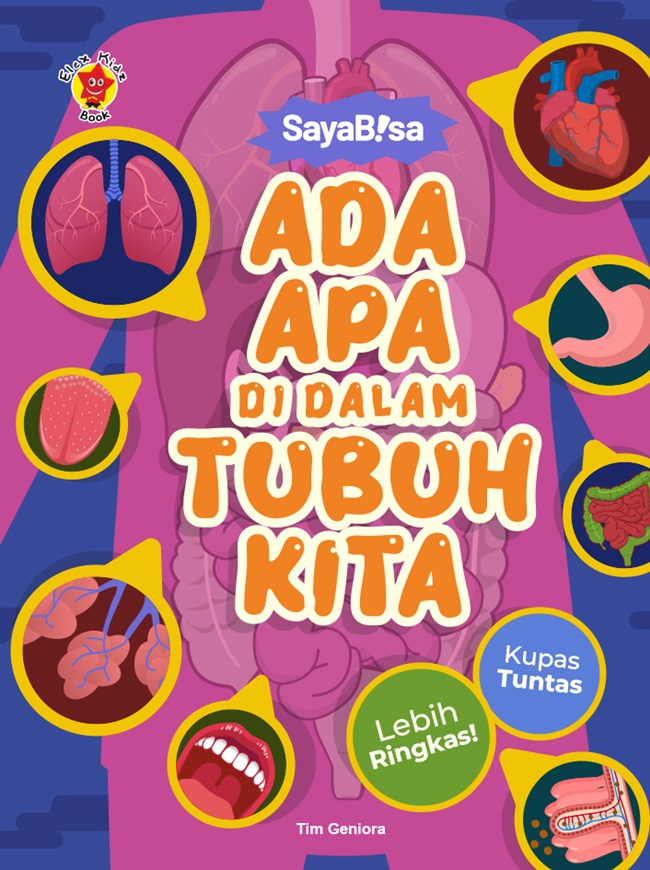 Elex Kidz
Book
SayaB!sa
ADA
APA
DI DALAM
TUBUH
KITA
Kupas
Tuntas
Lebih
Ringkas!
Tim Geniora